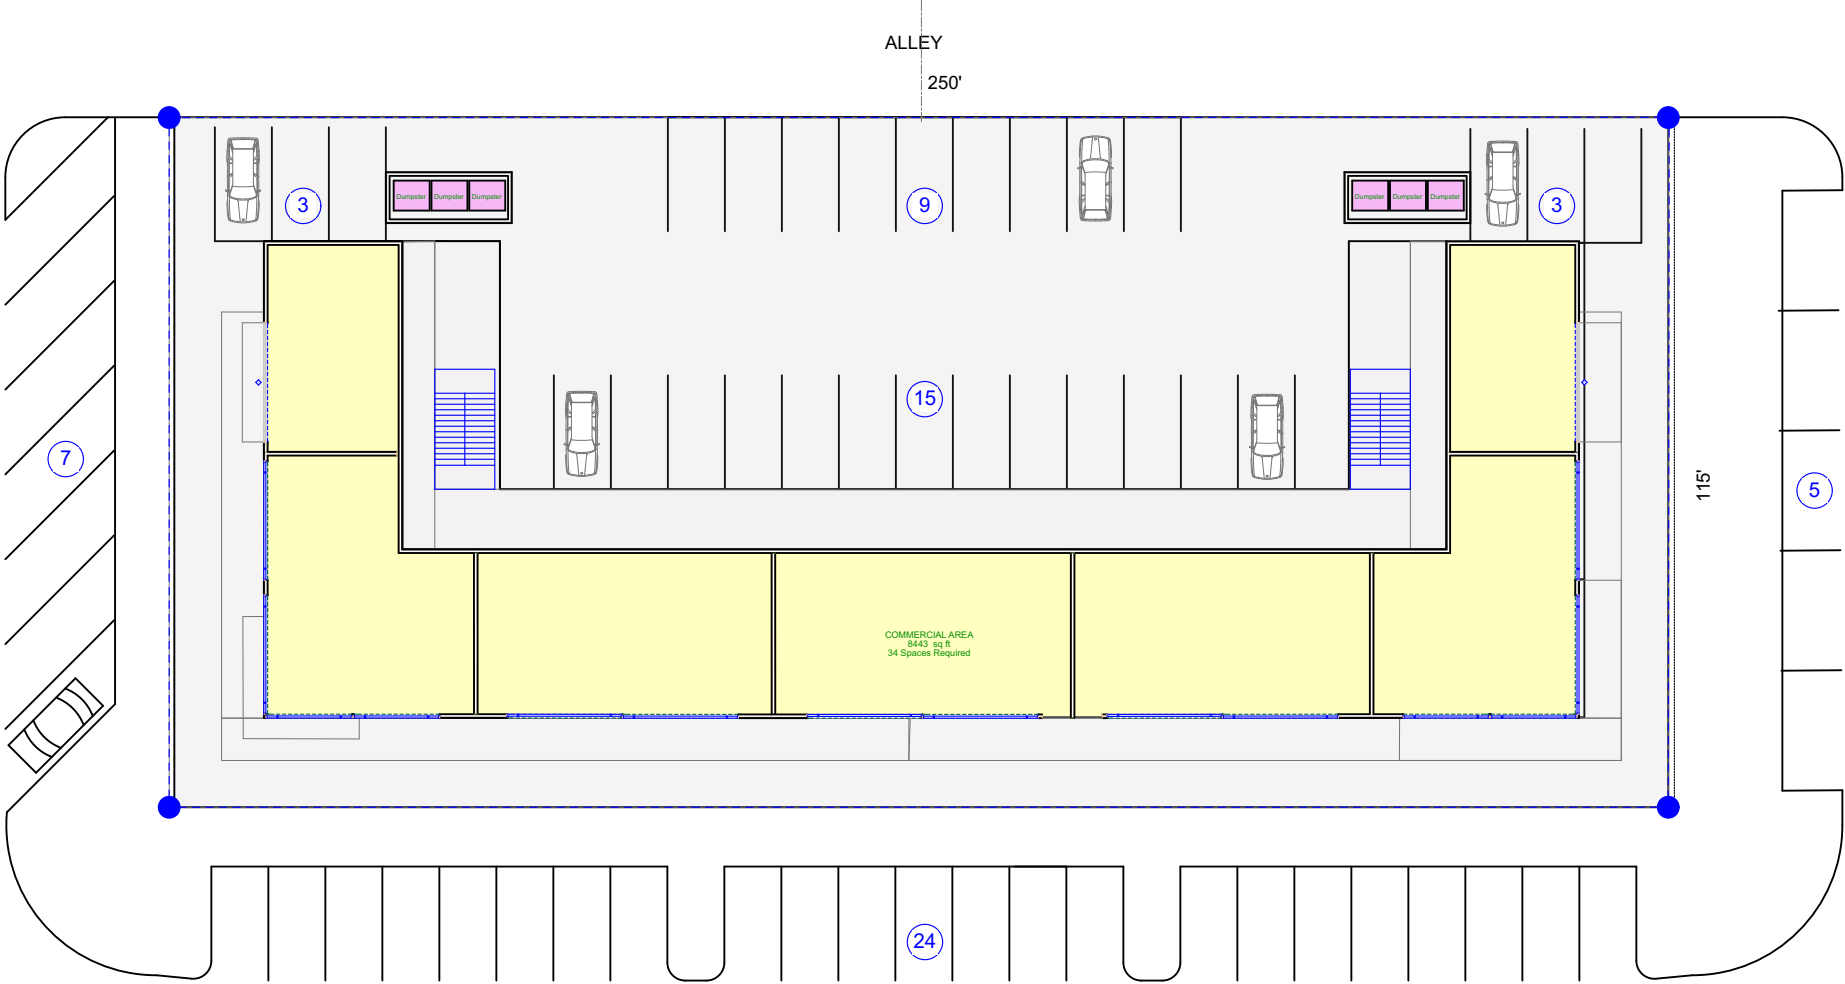 ALLEY
250'
3
Dumpster Dumpster Dumpster
9
Dumpster Dumpster Dumpster
3
15
7
5
115'
COMMERCIAL AREA
8443 sq ft
34 Spaces Required
24